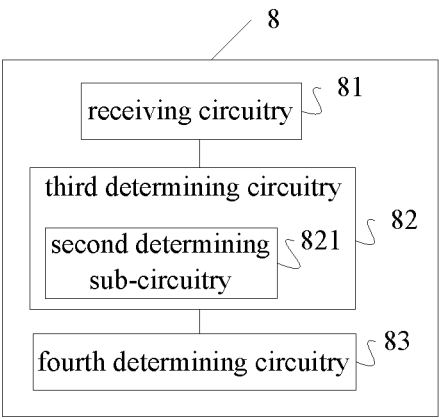 8
receiving circuitry
81
third determining circuitry
82
second determining
sub-circuitry
821
fourth determining circuitry
83